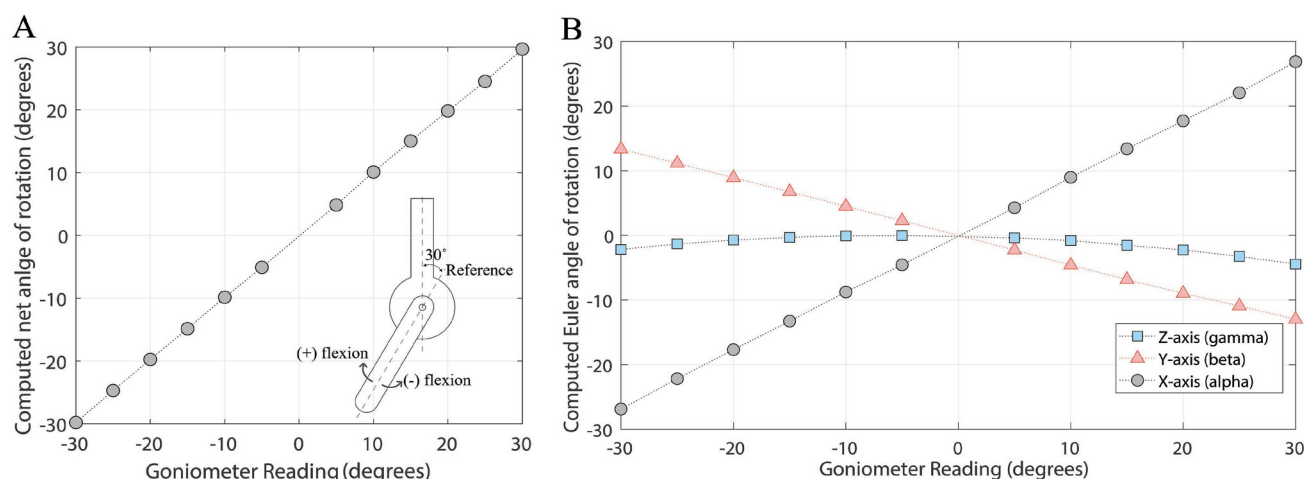 A
Computed net anlge of rotation (degrees)
30
20
10
0
-10
-20
-30
-30
-20
-10
0
10
20
30
Goniometer Reading (degrees)
30°
Reference
(+) flexion
(-) flexion
B
Computed Euler angle of rotation (degrees)
30
20
10
0
-10
-20
-30
-30
-20
-10
0
10
20
30
Goniometer Reading (degrees)
Z-axis (gamma)
Y-axis (beta)
X-axis (alpha)